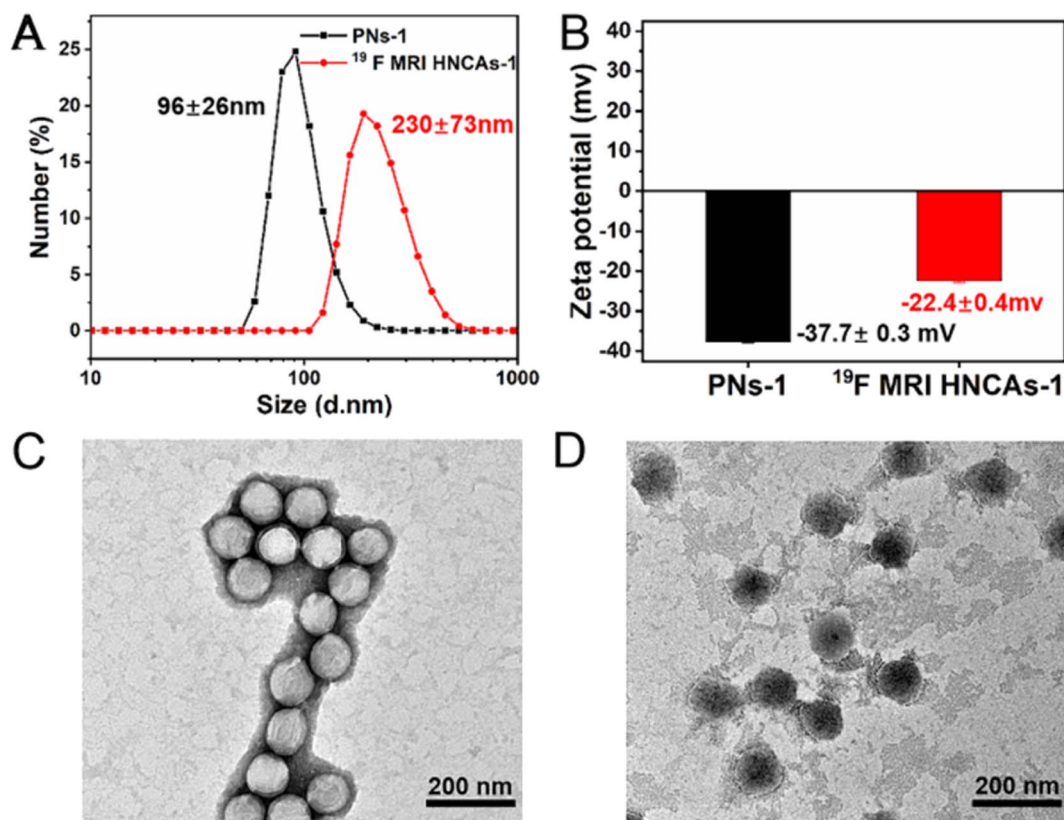 A
PNs-1
¹⁹F MRI HNCAs-1
96±26nm
230±73nm
Number (%)
25
20
15
10
5
0
10
100
1000
Size (d.nm)
B
Zeta potential (mv)
40
30
20
10
0
-10
-20
-30
-40
-22.4±0.4mv
-37.7± 0.3 mV
PNs-1
¹⁹F MRI HNCAs-1
C
200 nm
D
200 nm